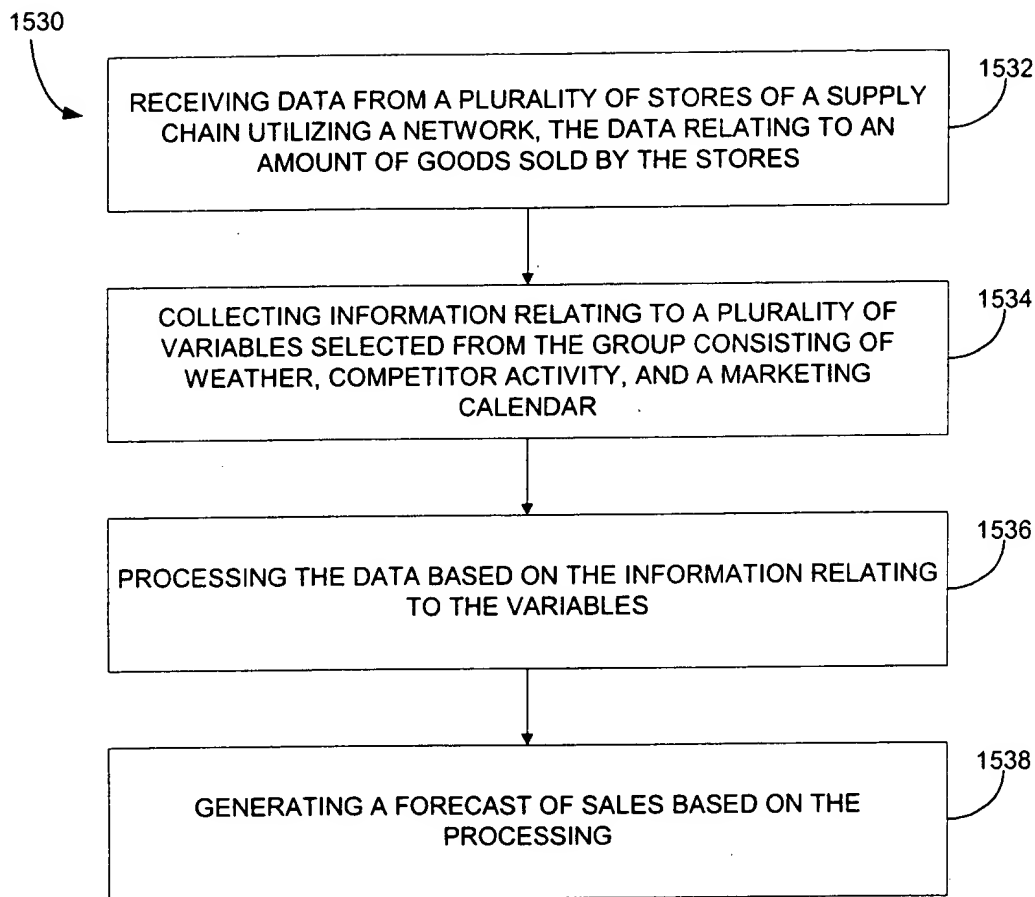 1530
1532
RECEIVING DATA FROM A PLURALITY OF STORES OF A SUPPLY
CHAIN UTILIZING A NETWORK, THE DATA RELATING TO AN
AMOUNT OF GOODS SOLD BY THE STORES
1534
COLLECTING INFORMATION RELATING TO A PLURALITY OF
VARIABLES SELECTED FROM THE GROUP CONSISTING OF
WEATHER, COMPETITOR ACTIVITY, AND A MARKETING
CALENDAR
1536
PROCESSING THE DATA BASED ON THE INFORMATION RELATING
TO THE VARIABLES
1538
GENERATING A FORECAST OF SALES BASED ON THE
PROCESSING